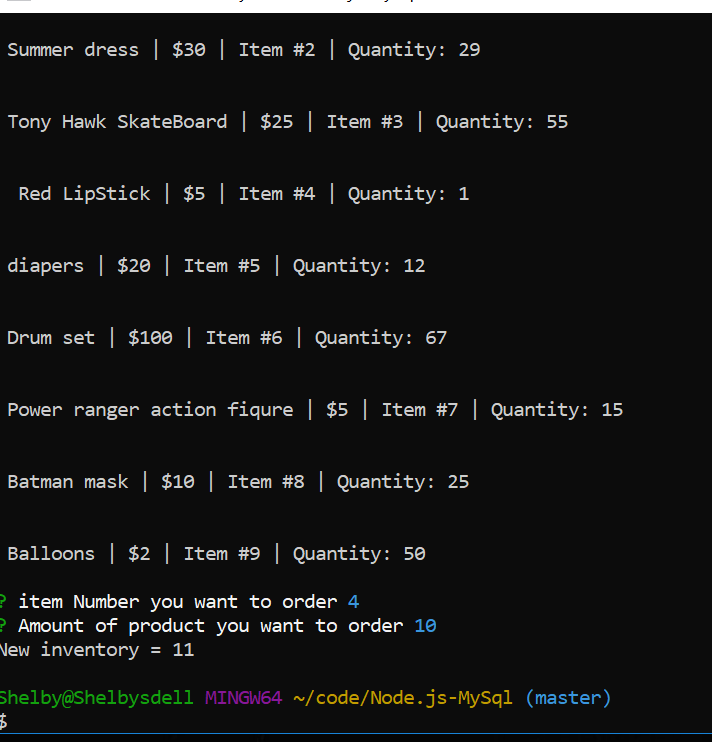 Summer dress | $30 | Item #2 | Quantity: 29
Tony Hawk SkateBoard | $25 | Item #3 | Quantity: 55
Red LipStick | $5 | Item #4 | Quantity: 1
diapers | $20 | Item #5 | Quantity: 12
Drum set | $100 | Item #6 | Quantity: 67
Power ranger action fiqure | $5 | Item #7 | Quantity: 15
Batman mask | $10 | Item #8 | Quantity: 25
Balloons | $2 | Item #9 | Quantity: 50
? item Number you want to order 4
? Amount of product you want to order 10
New inventory = 11
Shelby@Shelbysdell MINGW64 ~/code/Node.js-MySql (master)
$